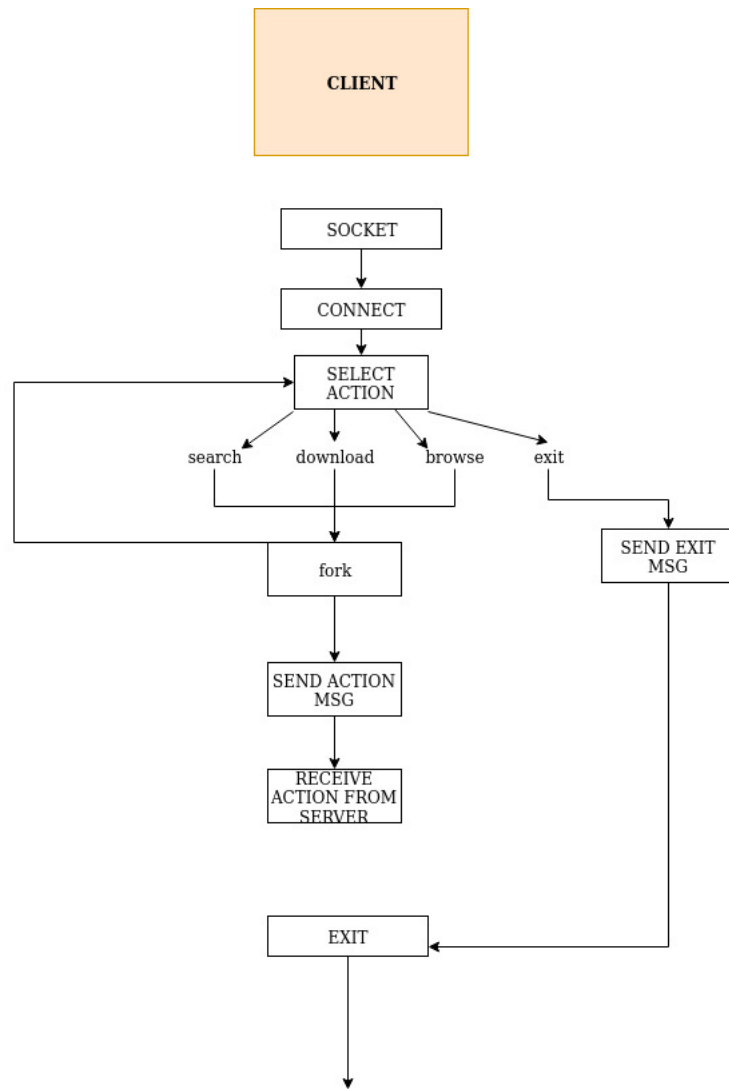 CLIENT
SOCKET
CONNECT
SELECT
ACTION
search
download
browse
exit
SEND EXIT
MSG
fork
SEND ACTION
MSG
RECEIVE
ACTION FROM
SERVER
EXIT